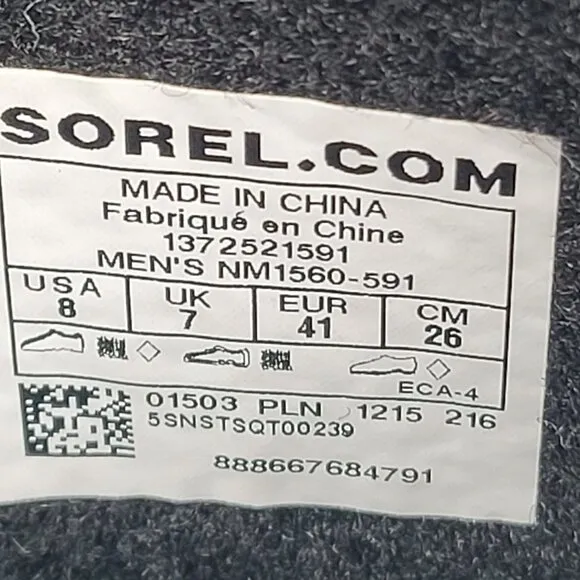 SOREL.COM
MADE IN CHINA
Fabriqué en Chine
1372521591
MEN'S NM1560-591
USA UK EUR CM
8 7 41 26
ECA-4
01503 PLN 1215 216
5SNSTSQT00239
888667684791